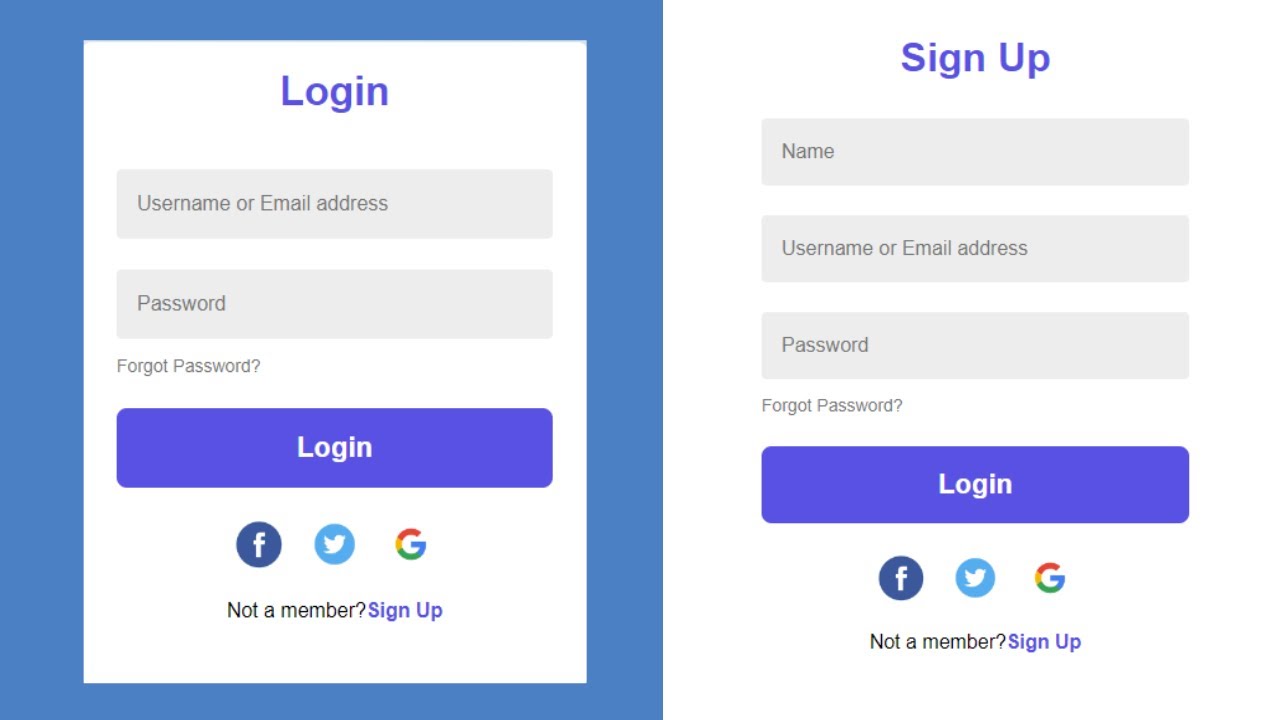 Login
Username or Email address
Password
Forgot Password?
Login
Not a member?Sign Up
Sign Up
Name
Username or Email address
Password
Forgot Password?
Login
Not a member?Sign Up